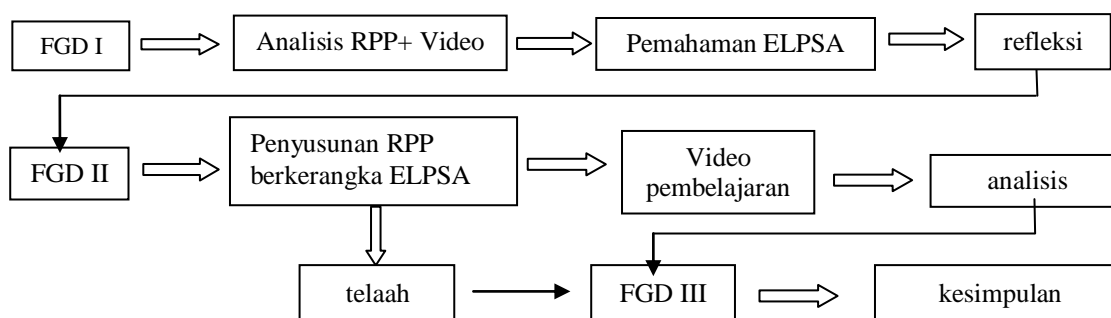 FGD I
Analisis RPP+ Video
Pemahaman ELPSA
refleksi
FGD II
Penyusunan RPP
berkerangka ELPSA
Video
pembelajaran
analisis
telaah
FGD III
kesimpulan